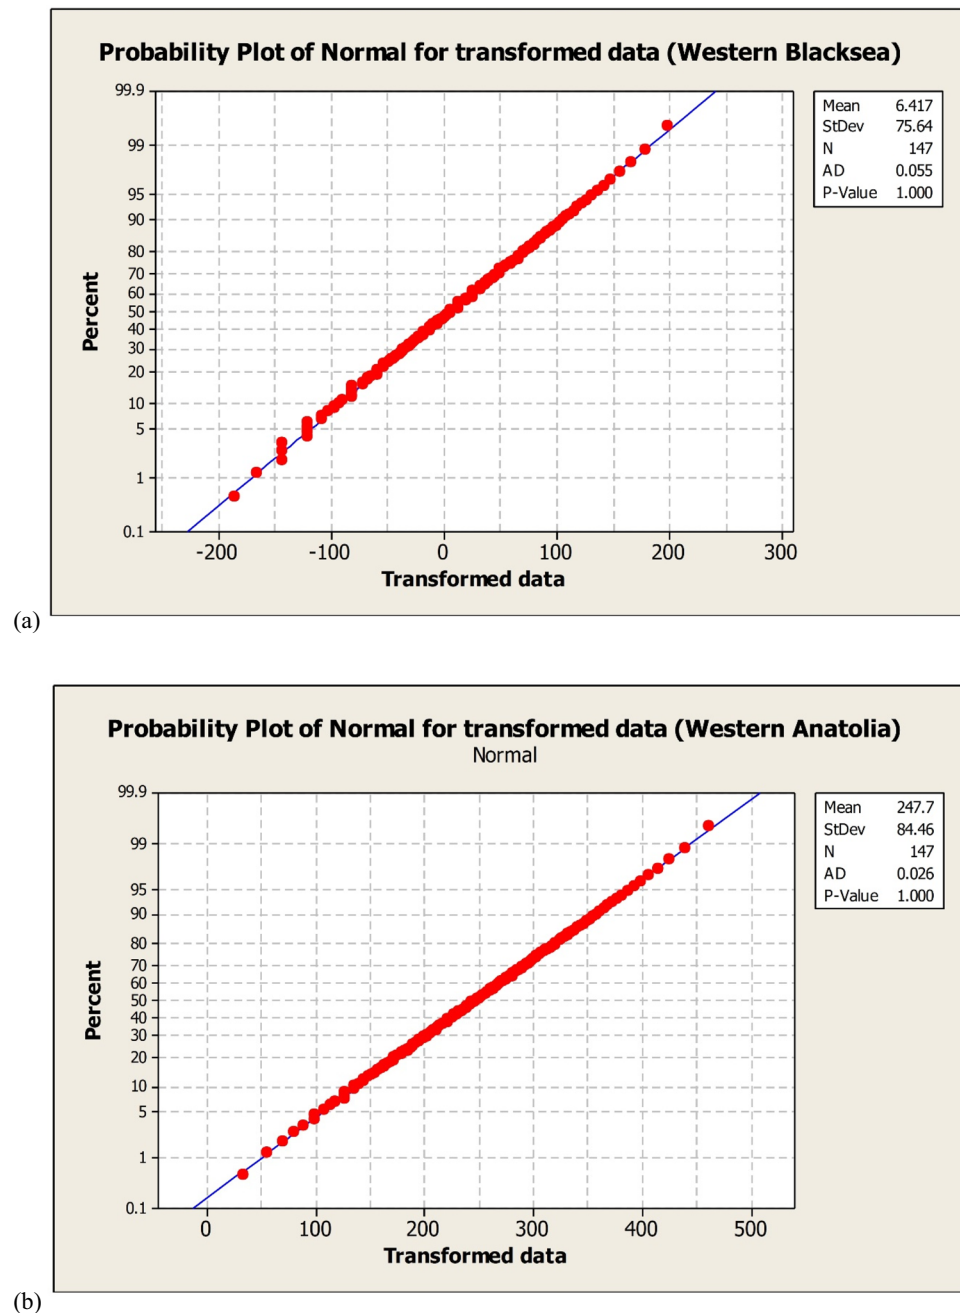 Probability Plot of Normal for transformed data (Western Blacksea)
99.9
99
95
90
80
70
60
50
40
30
20
10
5
1
0.1
Percent
-200 -100 0 100 200 300
Transformed data
Mean 6.417
StDev 75.64
N 147
AD 0.055
P-Value 1.000
(a)
Probability Plot of Normal for transformed data (Western Anatolia)
Normal
99.9
99
95
90
80
70
60
50
40
30
20
10
5
1
0.1
Percent
0 100 200 300 400 500
Transformed data
Mean 247.7
StDev 84.46
N 147
AD 0.026
P-Value 1.000
(b)